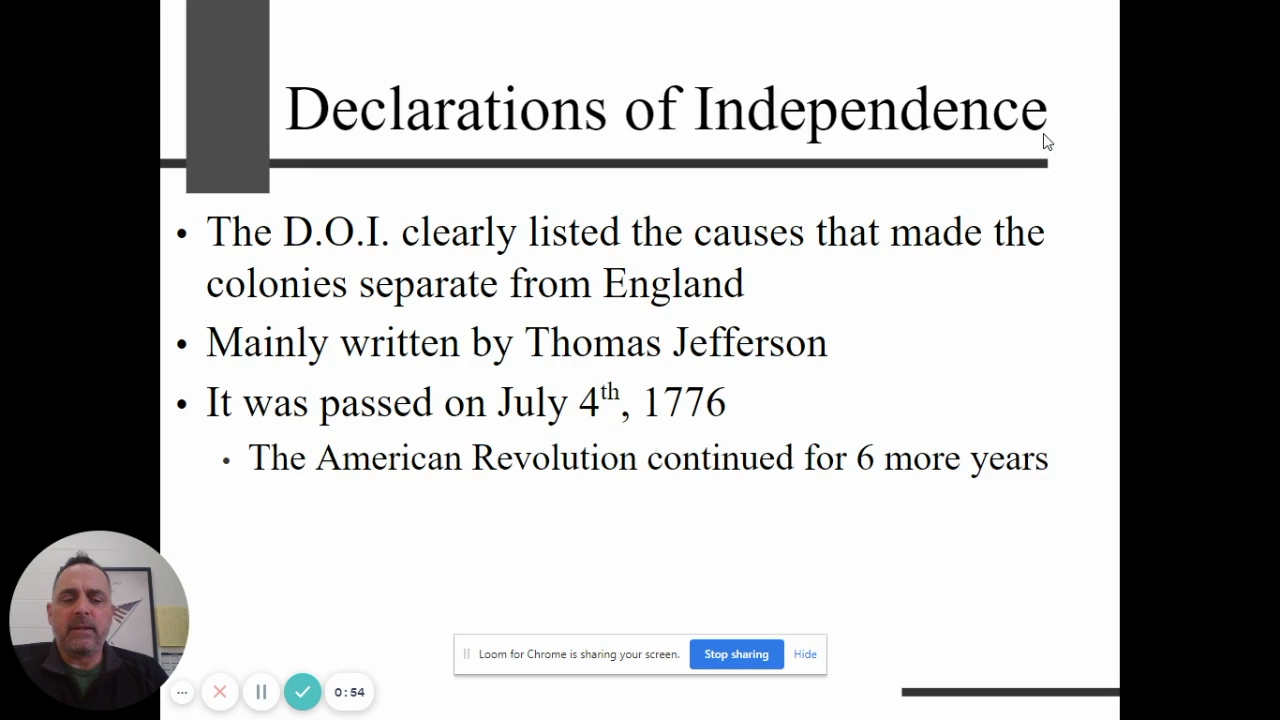 Declarations of Independence
• The D.O.I. clearly listed the causes that made the
colonies separate from England
• Mainly written by Thomas Jefferson
• It was passed on July 4th, 1776
• The American Revolution continued for 6 more years
Loom for Chrome is sharing your screen. Stop sharing Hide
0:54